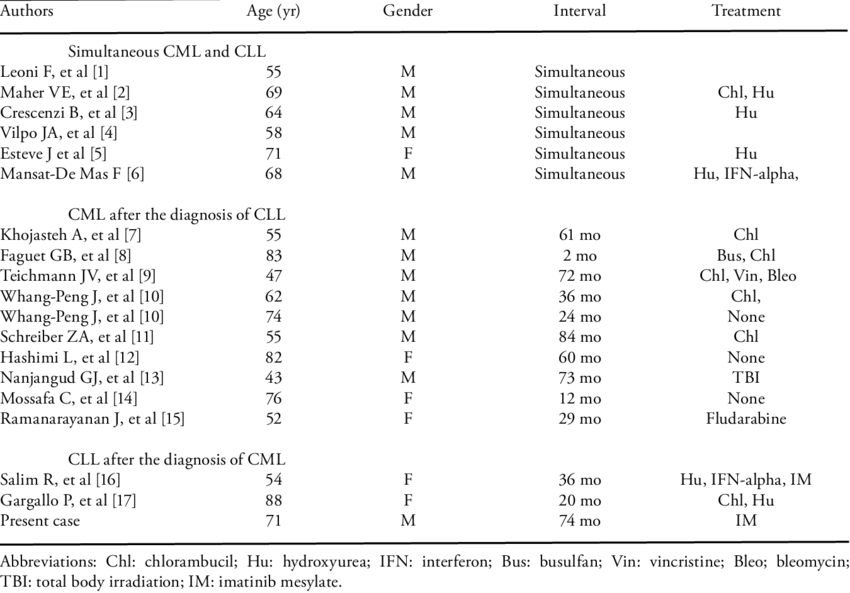 Authors Age (yr) Gender Interval Treatment
Simultaneous CML and CLL
Leoni F, et al [1] 55 M Simultaneous
Maher VE, et al [2] 69 M Simultaneous Chl, Hu
Crescenzi B, et al [3] 64 M Simultaneous Hu
Vilpo JA, et al [4] 58 M Simultaneous
Esteve J et al [5] 71 F Simultaneous Hu
Mansat-De Mas F [6] 68 M Simultaneous Hu, IFN-alpha,
CML after the diagnosis of CLL
Khojasteh A, et al [7] 55 M 61 mo Chl
Faguet GB, et al [8] 83 M 2 mo Bus, Chl
Teichmann JV, et al [9] 47 M 72 mo Chl, Vin, Bleo
Whang-Peng J, et al [10] 62 M 36 mo Chl,
Whang-Peng J, et al [10] 74 M 24 mo None
Schreiber ZA, et al [11] 55 M 84 mo Chl
Hashimi L, et al [12] 82 F 60 mo None
Nanjangud GJ, et al [13] 43 M 73 mo TBI
Mossafa C, et al [14] 76 F 12 mo None
Ramanarayanan J, et al [15] 52 F 29 mo Fludarabine
CLL after the diagnosis of CML
Salim R, et al [16] 54 F 36 mo Hu, IFN-alpha, IM
Gargallo P, et al [17] 88 F 20 mo Chl, Hu
Present case 71 M 74 mo IM
Abbreviations: Chl: chlorambucil; Hu: hydroxyurea; IFN: interferon; Bus: busulfan; Vin: vincristine; Bleo; bleomycin;
TBI: total body irradiation; IM: imatinib mesylate.